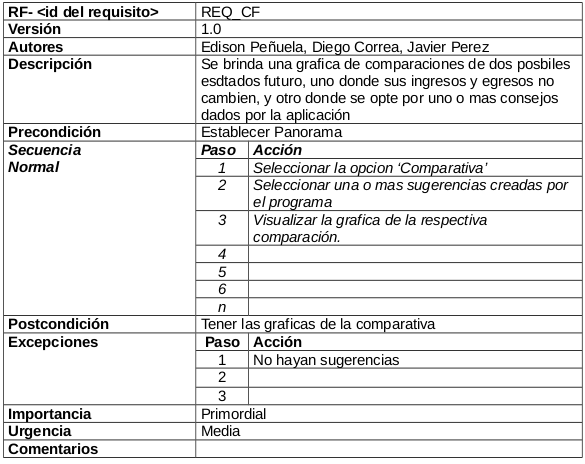 RF- <id del requisito> REQ_CF
Versión 1.0
Autores Edison Peñuela, Diego Correa, Javier Perez
Descripción Se brinda una grafica de comparaciones de dos posbiles
esdtados futuro, uno donde sus ingresos y egresos no
cambien, y otro donde se opte por uno o mas consejos
dados por la aplicación
Precondición Establecer Panorama
Secuencia Paso Acción
Normal 1 Seleccionar la opcion ‘Comparativa’
2 Seleccionar una o mas sugerencias creadas por
el programa
3 Visualizar la grafica de la respectiva
comparación.
4
5
6
n
Postcondición Tener las graficas de la comparativa
Excepciones Paso Acción
1 No hayan sugerencias
2
3
Importancia Primordial
Urgencia Media
Comentarios